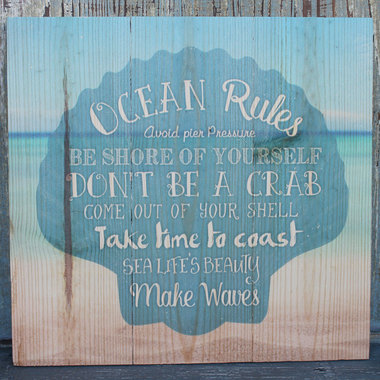 OCEAN Rules
Avoid pier Pressure
BE SHORE OF YOURSELF
DON'T BE A CRAB
COME OUT OF YOUR SHELL
Take time to coast
SEA LIFE'S BEAUTY
Make Waves